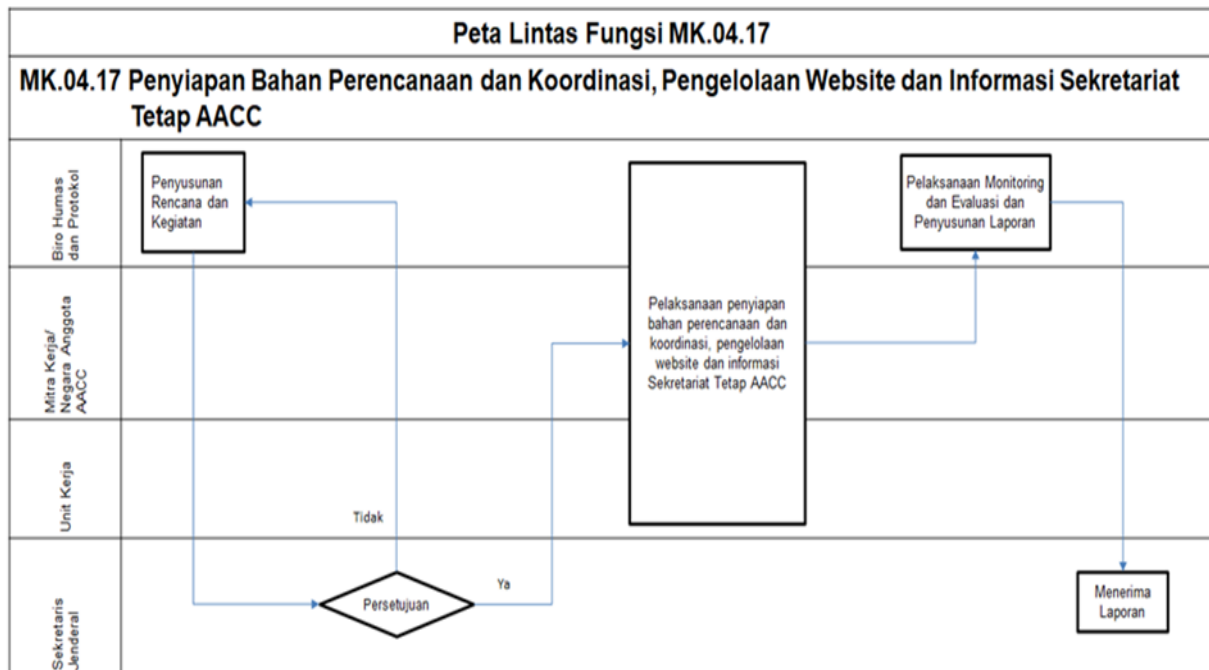 Peta Lintas Fungsi MK.04.17
MK.04.17 Penyiapan Bahan Perencanaan dan Koordinasi, Pengelolaan Website dan Informasi Sekretariat
Tetap AACC
Biro Humas
dan Protokol
Penyusunan
Rencana dan
Kegiatan
Pelaksanaan Monitoring
dan Evaluasi dan
Penyusunan Laporan
Mitra Kerja/
Negara Anggota
AACC
Pelaksanaan penyiapan
bahan perencanaan dan
koordinasi, pengelolaan
website dan informasi
Sekretariat Tetap AACC
Unit Kerja
Tidak
Sekretaris
Jenderal
Persetujuan
Ya
Menerima
Laporan